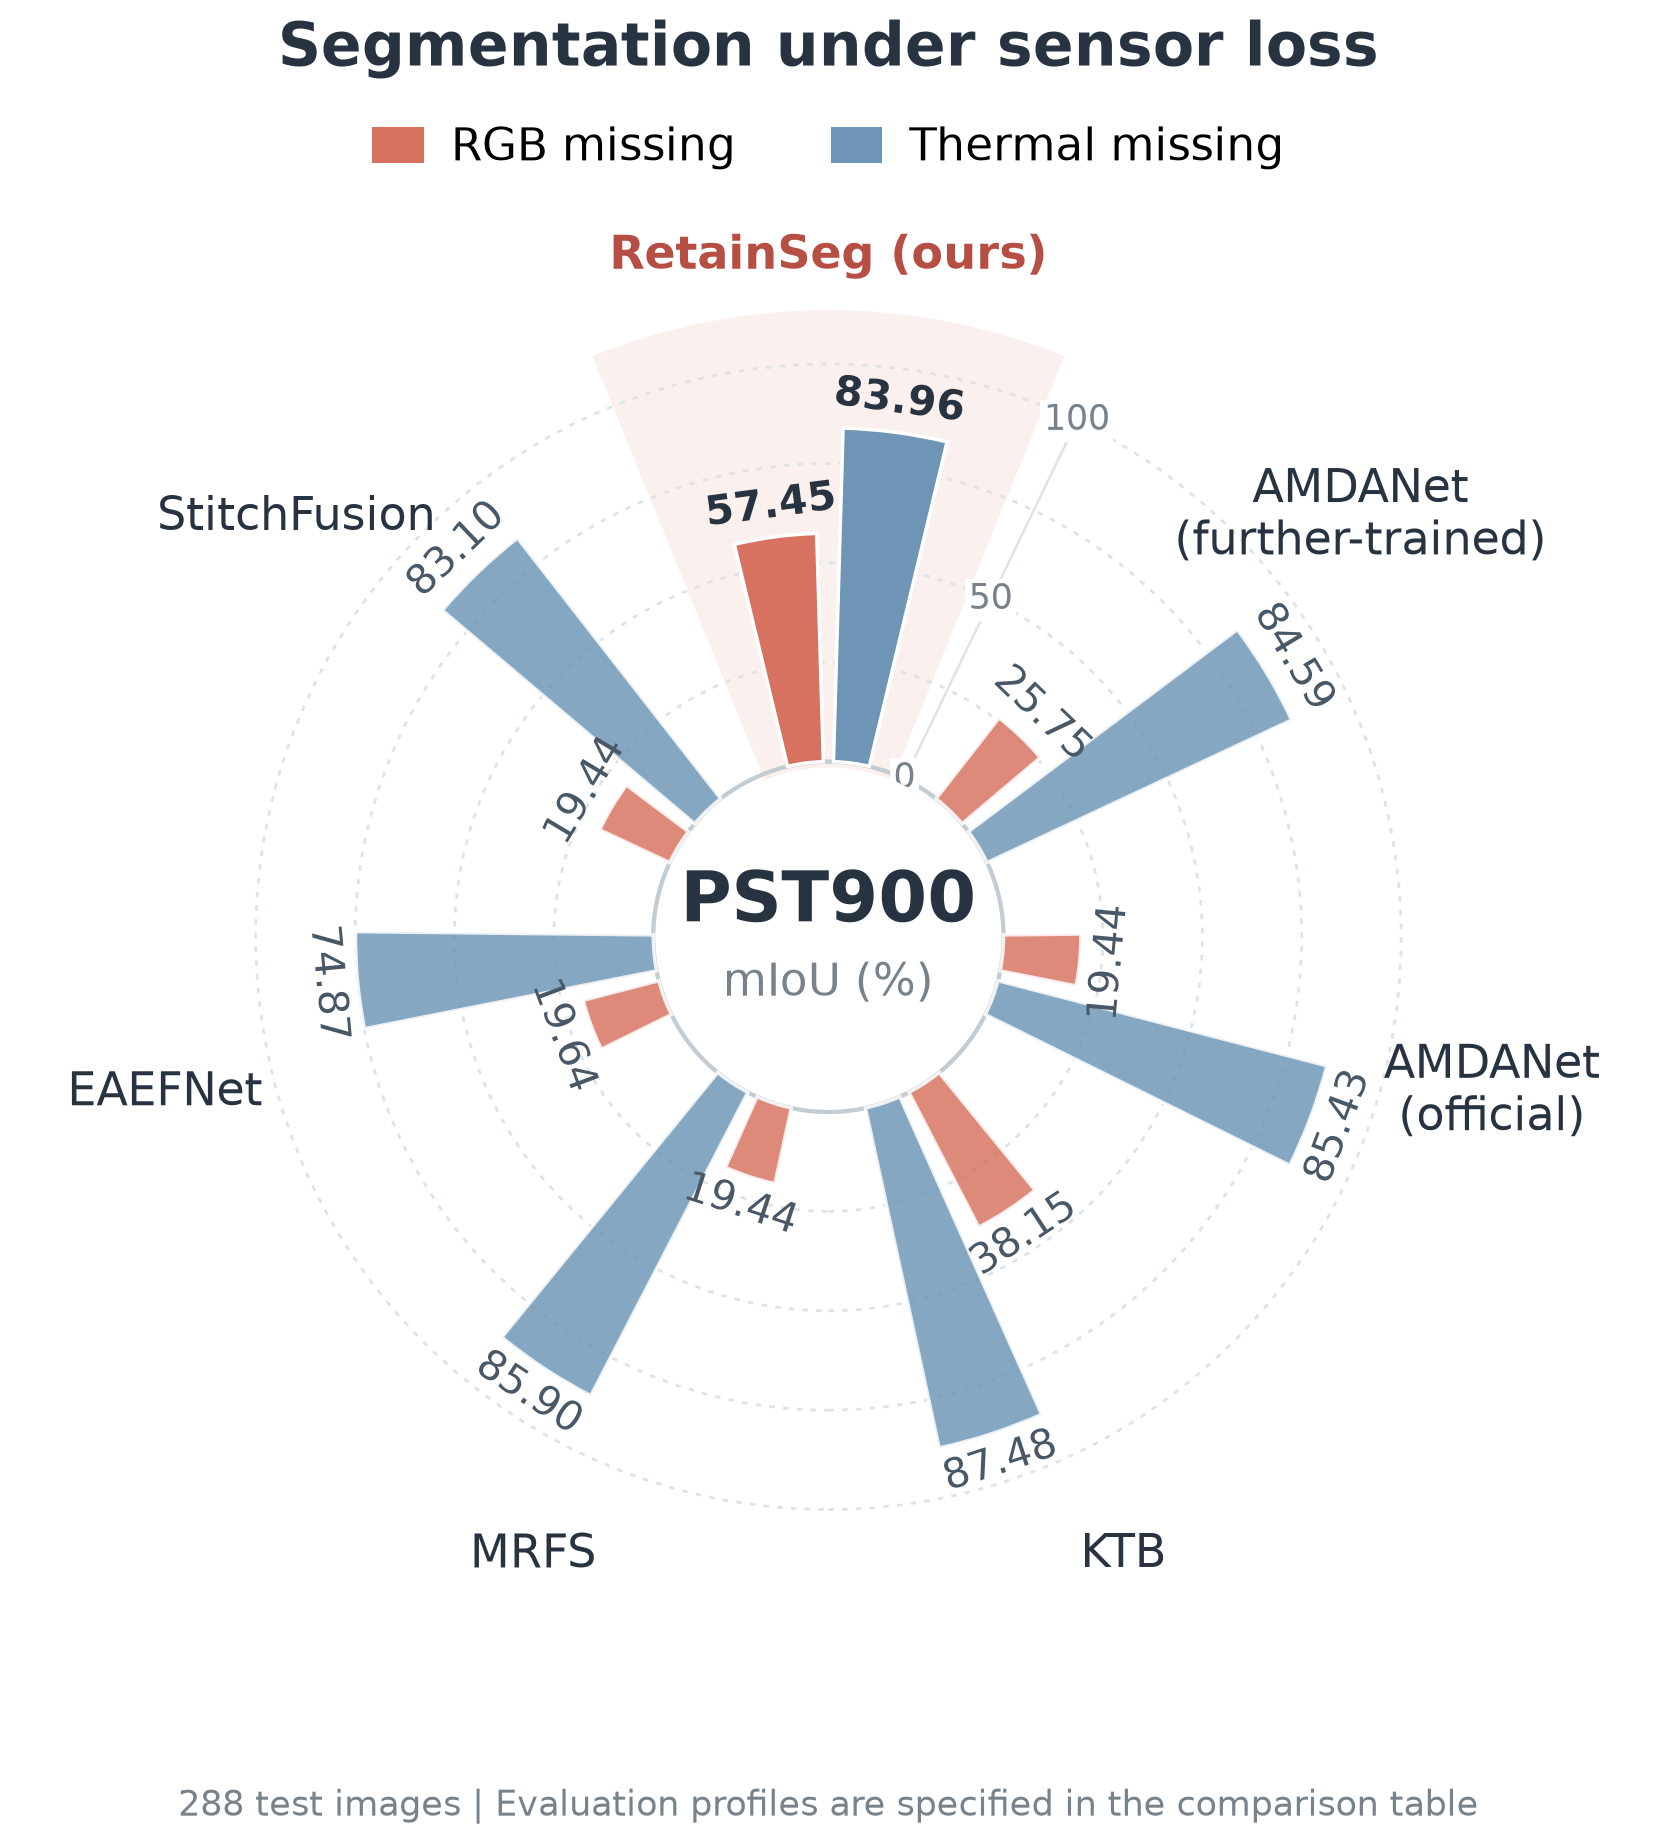 Segmentation under sensor loss
RGB missing
Thermal missing
RetainSeg (ours)
57.45
83.96
100
50
0
AMDANet
(further-trained)
25.75
84.59
AMDANet
(official)
19.44
85.43
KTB
38.15
87.48
MRFS
19.44
85.90
EAEFNet
19.64
74.87
StitchFusion
19.44
83.10
PST900
mIoU (%)
288 test images | Evaluation profiles are specified in the comparison table